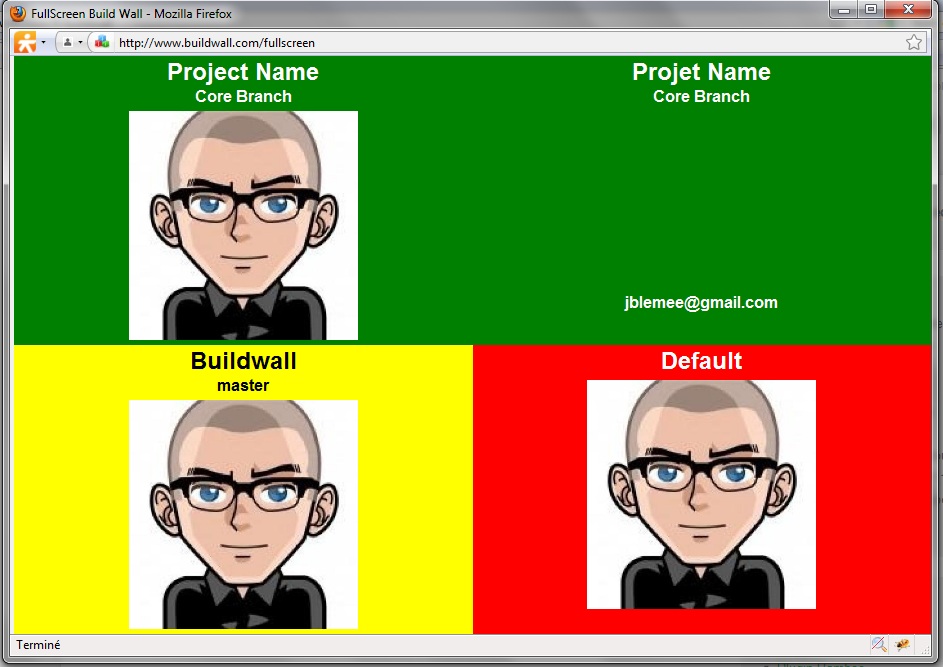 FullScreen Build Wall - Mozilla Firefox
http://www.buildwall.com/fullscreen
Project Name
Core Branch
Projet Name
Core Branch
jblemee@gmail.com
Buildwall
master
Default
Terminé